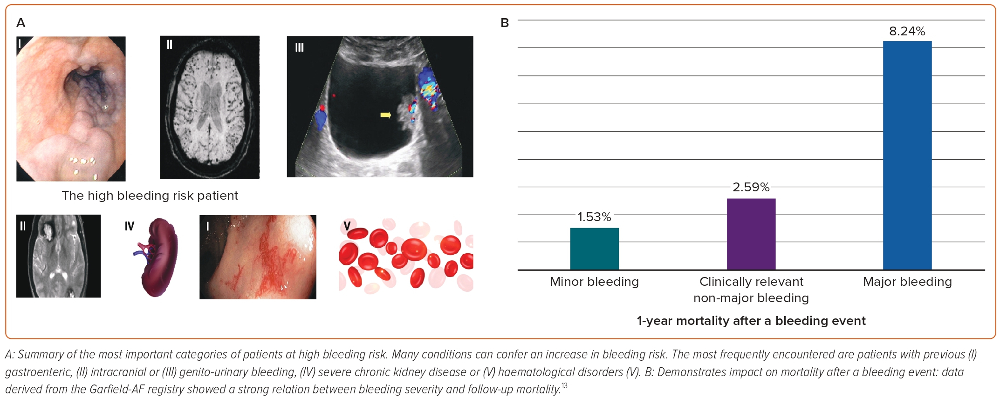 A
I
II
III
The high bleeding risk patient
II
IV
I
V
B
8.24%
2.59%
1.53%
Minor bleeding
Clinically relevant
non-major bleeding
Major bleeding
1-year mortality after a bleeding event
A: Summary of the most important categories of patients at high bleeding risk. Many conditions can confer an increase in bleeding risk. The most frequently encountered are patients with previous (I)
gastroenteric, (II) intracranial or (III) genito-urinary bleeding, (IV) severe chronic kidney disease or (V) haematological disorders (V). B: Demonstrates impact on mortality after a bleeding event: data
derived from the Garfield-AF registry showed a strong relation between bleeding severity and follow-up mortality.13